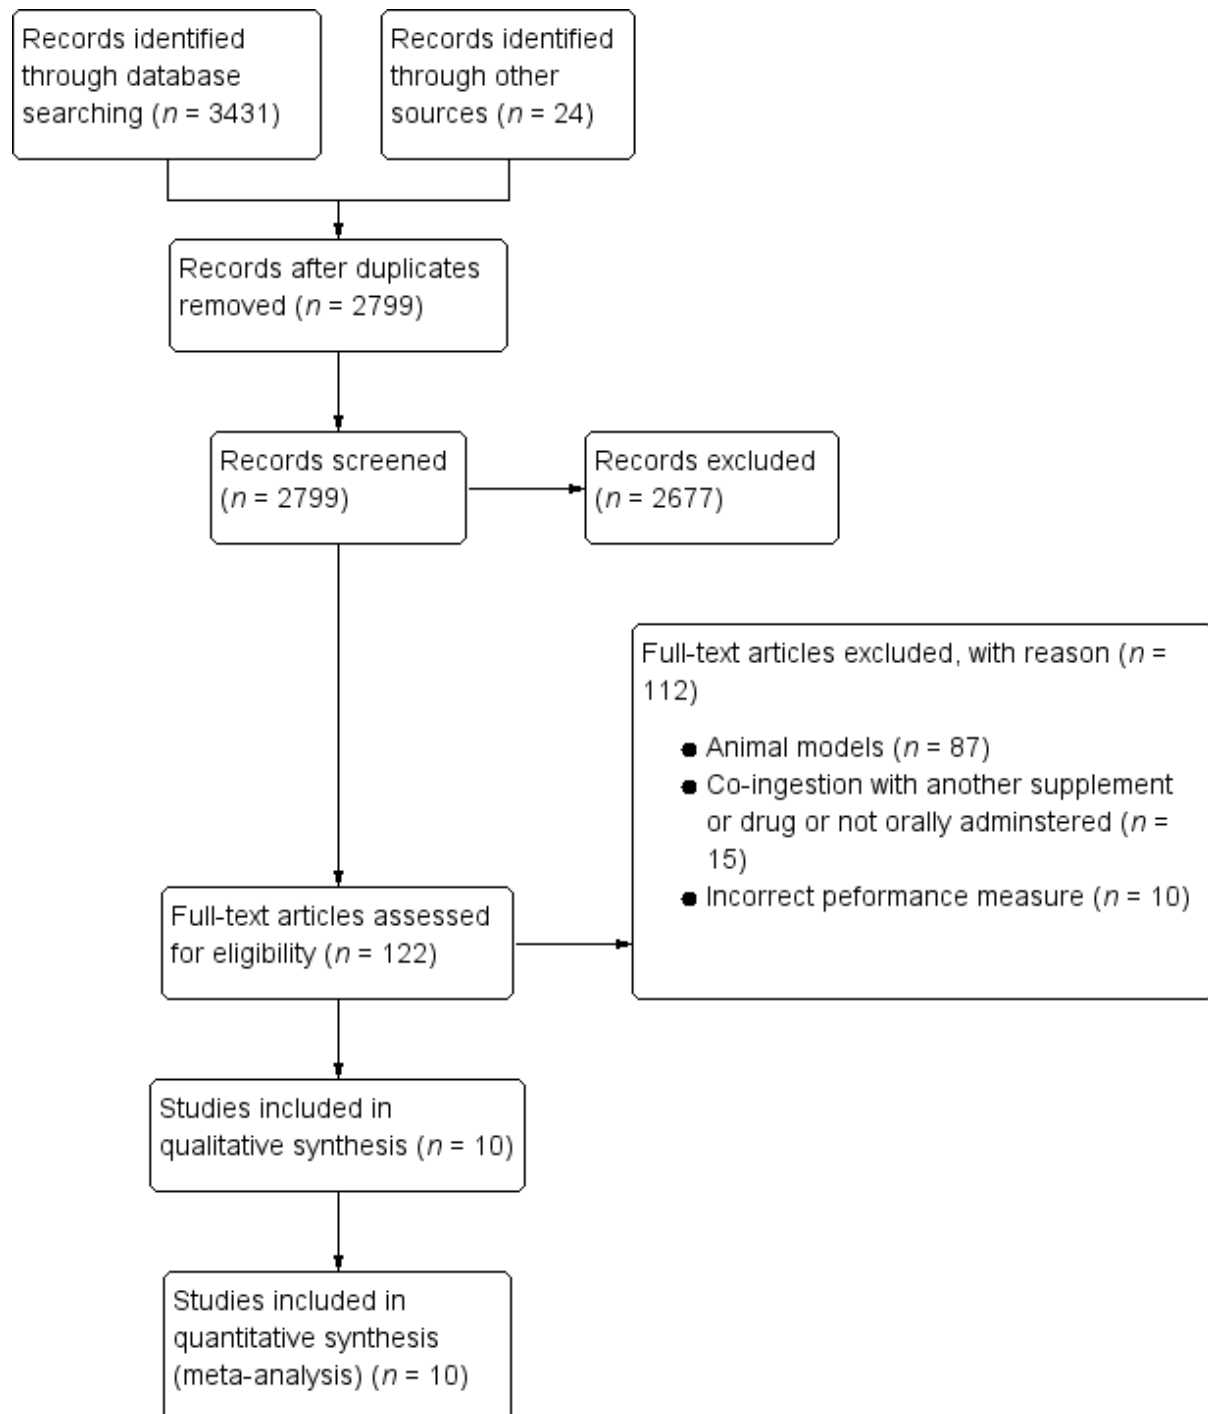 Records identified
through database
searching (n = 3431)
Records identified
through other
sources (n = 24)
Records after duplicates
removed (n = 2799)
Records screened
(n = 2799)
Records excluded
(n = 2677)
Full-text articles excluded, with reason (n =
112)
● Animal models (n = 87)
● Co-ingestion with another supplement
or drug or not orally adminstered (n =
15)
● Incorrect peformance measure (n = 10)
Full-text articles assessed
for eligibility (n = 122)
Studies included in
qualitative synthesis (n = 10)
Studies included in
quantitative synthesis
(meta-analysis) (n = 10)